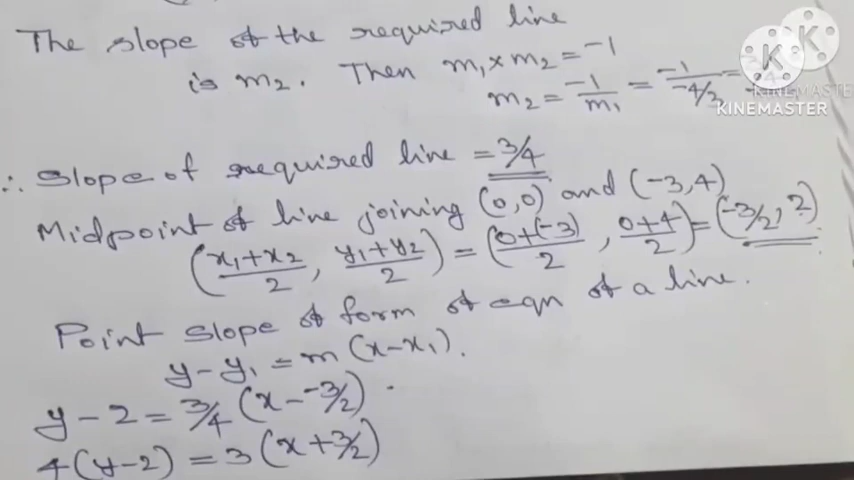 The slope of the required line
is m₂. Then m₁ × m₂ = -1
m₂ = -1/m₁ = -1/-4/3 =
KINEMASTER
KINEMASTER
∴ Slope of required line = 3/4
Midpoint of line joining (0,0) and (-3,4)
(x₁+x₂/2, y₁+y₂/2) = (0+(-3)/2, 0+4/2) = (-3/2, 2)
Point slope of form of eqn of a line.
y-y₁ = m(x-x₁).
y-2 = 3/4 (x--3/2)
4(y-2) = 3(x+3/2)